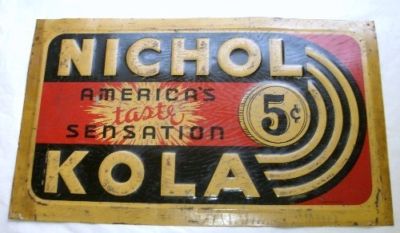 NICHOL
AMERICA'S
taste
SENSATION
5¢
KOLA